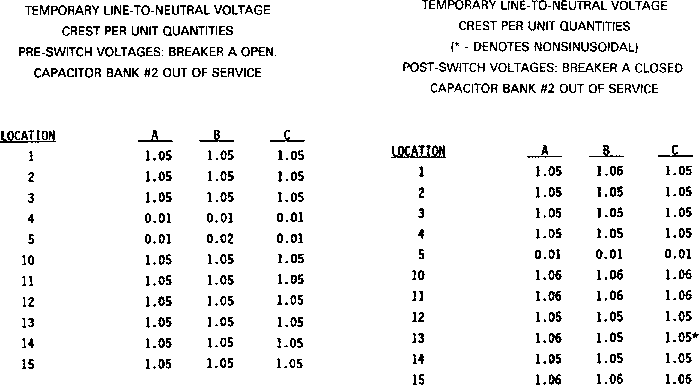 TEMPORARY LINE-TO-NEUTRAL VOLTAGE
CREST PER UNIT QUANTITIES
PRE-SWITCH VOLTAGES: BREAKER A OPEN.
CAPACITOR BANK #2 OUT OF SERVICE
LOCATION A B C
1 1.05 1.05 1.05
2 1.05 1.05 1.05
3 1.05 1.05 1.05
4 0.01 0.01 0.01
5 0.01 0.02 0.01
10 1.05 1.05 1.05
11 1.05 1.05 1.05
12 1.05 1.05 1.05
13 1.05 1.05 1.05
14 1.05 1.05 1.05
15 1.05 1.05 1.05
TEMPORARY LINE-TO-NEUTRAL VOLTAGE
CREST PER UNIT QUANTITIES
(* - DENOTES NONSINUSOIDAL)
POST-SWITCH VOLTAGES: BREAKER A CLOSED
CAPACITOR BANK #2 OUT OF SERVICE
LOCATION A B C
1 1.05 1.06 1.05
2 1.05 1.05 1.05
3 1.05 1.05 1.05
4 1.05 1.05 1.05
5 0.01 0.01 0.01
10 1.06 1.06 1.06
11 1.06 1.06 1.06
12 1.05 1.05 1.05
13 1.06 1.05 1.05*
14 1.05 1.05 1.05
15 1.06 1.06 1.06